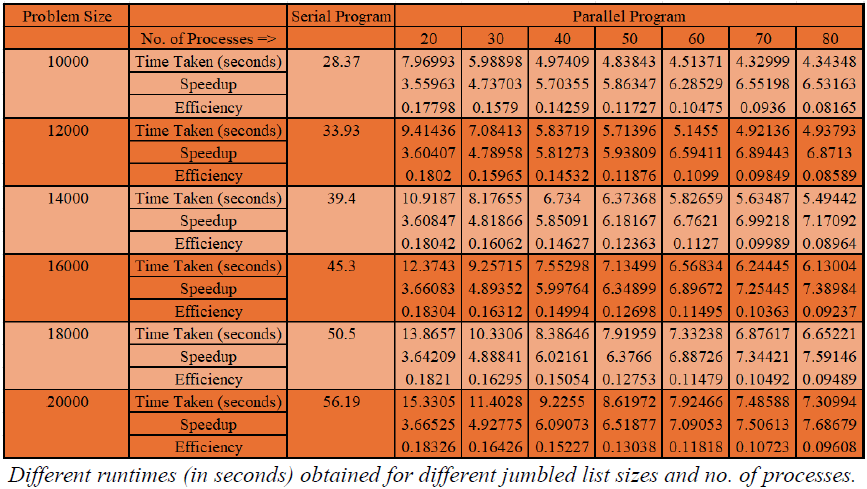 Problem Size Serial Program Parallel Program
No. of Processes => 20 30 40 50 60 70 80
10000 Time Taken (seconds) 28.37 7.96993 5.98898 4.97409 4.83843 4.51371 4.32999 4.34348
Speedup 3.55963 4.73703 5.70355 5.86347 6.28529 6.55198 6.53163
Efficiency 0.17798 0.1579 0.14259 0.11727 0.10475 0.0936 0.08165
12000 Time Taken (seconds) 33.93 9.41436 7.08413 5.83719 5.71396 5.1455 4.92136 4.93793
Speedup 3.60407 4.78958 5.81273 5.93809 6.59411 6.89443 6.8713
Efficiency 0.1802 0.15965 0.14532 0.11876 0.1099 0.09849 0.08589
14000 Time Taken (seconds) 39.4 10.9187 8.17655 6.734 6.37368 5.82659 5.63487 5.49442
Speedup 3.60847 4.81866 5.85091 6.18167 6.7621 6.99218 7.17092
Efficiency 0.18042 0.16062 0.14627 0.12363 0.1127 0.09989 0.08964
16000 Time Taken (seconds) 45.3 12.3743 9.25715 7.55298 7.13499 6.56834 6.24445 6.13004
Speedup 3.66083 4.89352 5.99764 6.34899 6.89672 7.25445 7.38984
Efficiency 0.18304 0.16312 0.14994 0.12698 0.11495 0.10363 0.09237
18000 Time Taken (seconds) 50.5 13.8657 10.3306 8.38646 7.91959 7.33238 6.87617 6.65221
Speedup 3.64209 4.88841 6.02161 6.3766 6.88726 7.34421 7.59146
Efficiency 0.1821 0.16295 0.15054 0.12753 0.11479 0.10492 0.09489
20000 Time Taken (seconds) 56.19 15.3305 11.4028 9.2255 8.61972 7.92466 7.48588 7.30994
Speedup 3.66525 4.92775 6.09073 6.51877 7.09053 7.50613 7.68679
Efficiency 0.18326 0.16426 0.15227 0.13038 0.11818 0.10723 0.09608
Different runtimes (in seconds) obtained for different jumbled list sizes and no. of processes.